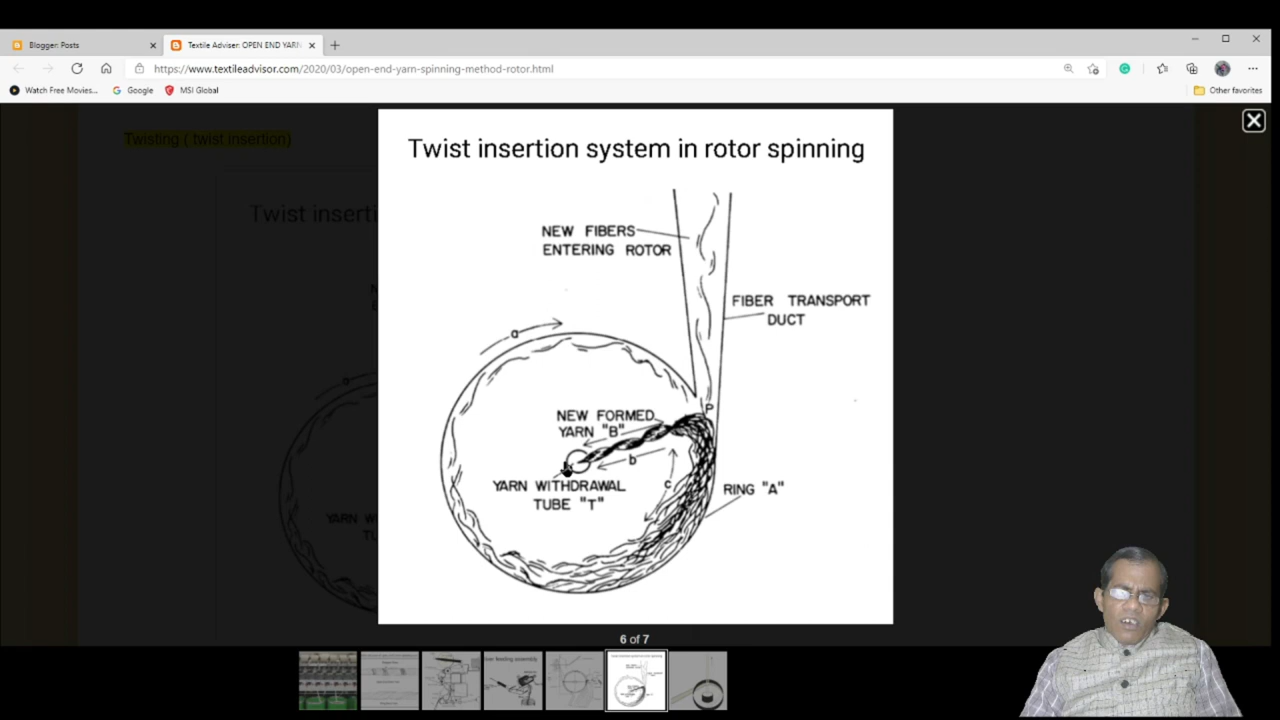 Blogger: Posts
Textile Adviser: OPEN END YARN
https://www.textileadvisor.com/2020/03/open-end-yarn-spinning-method-rotor.html
Watch Free Movies...
Google
MSI Global
Other favorites
Twisting ( twist insertion)
Twist inserti
Twist insertion system in rotor spinning
NEW FIBERS
ENTERING ROTOR
FIBER TRANSPORT
DUCT
a
P
NEW FORMED
YARN "B"
b
c
YARN WITHDRAWAL
TUBE "T"
RING "A"
6 of 7